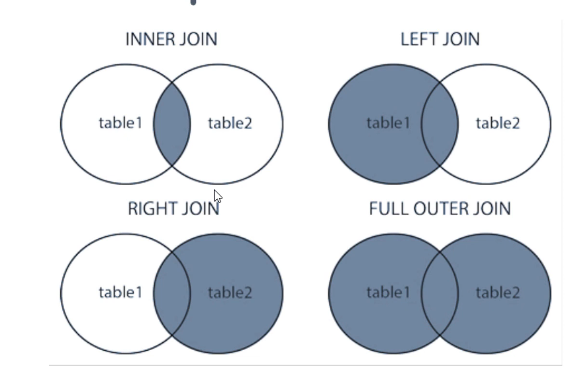 INNER JOIN
LEFT JOIN
table1
table2
table1
table2
RIGHT JOIN
FULL OUTER JOIN
table1
table2
table1
table2